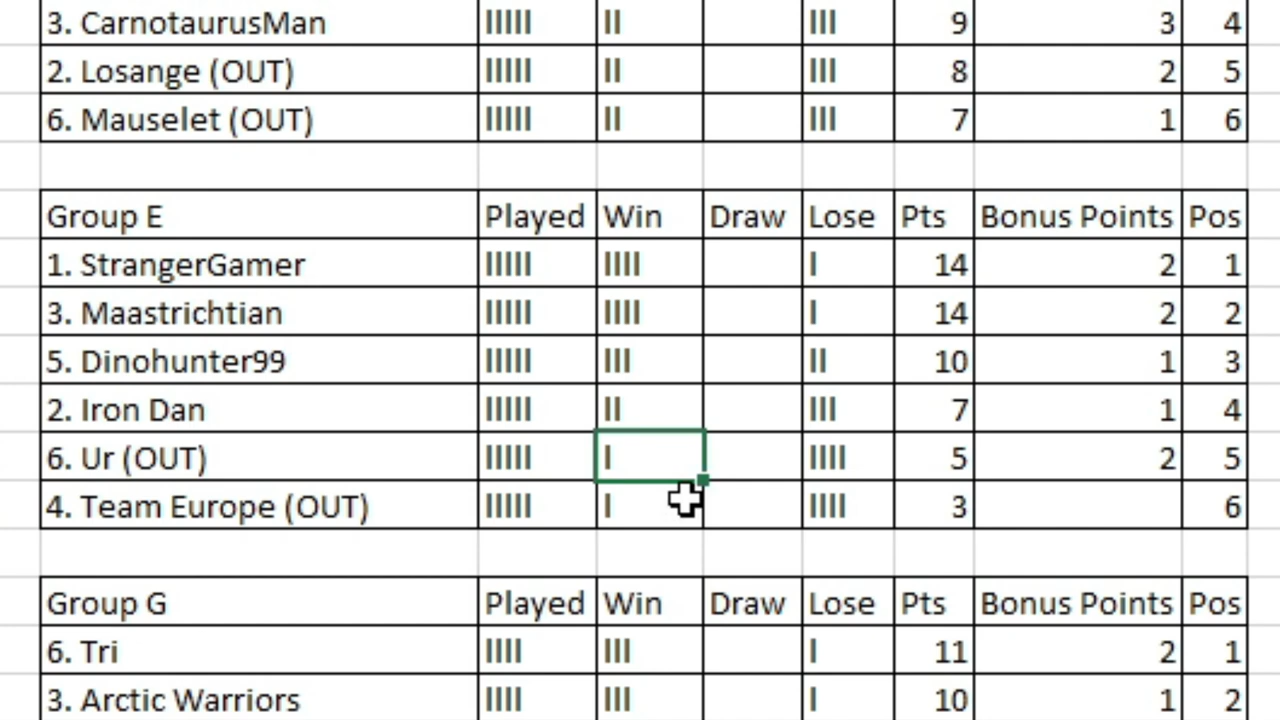 3. CarnotaurusMan IIIII II III 9 3 4
2. Losange (OUT) IIIII II III 8 2 5
6. Mauselet (OUT) IIIII II III 7 1 6
Group E Played Win Draw Lose Pts Bonus Points Pos
1. StrangerGamer IIIII IIII I 14 2 1
3. Maastrichtian IIIII IIII I 14 2 2
5. Dinohunter99 IIIII III II 10 1 3
2. Iron Dan IIIII II III 7 1 4
6. Ur (OUT) IIIII I IIII 5 2 5
4. Team Europe (OUT) IIIII I IIII 3 6
Group G Played Win Draw Lose Pts Bonus Points Pos
6. Tri IIII III I 11 2 1
3. Arctic Warriors IIII III I 10 1 2